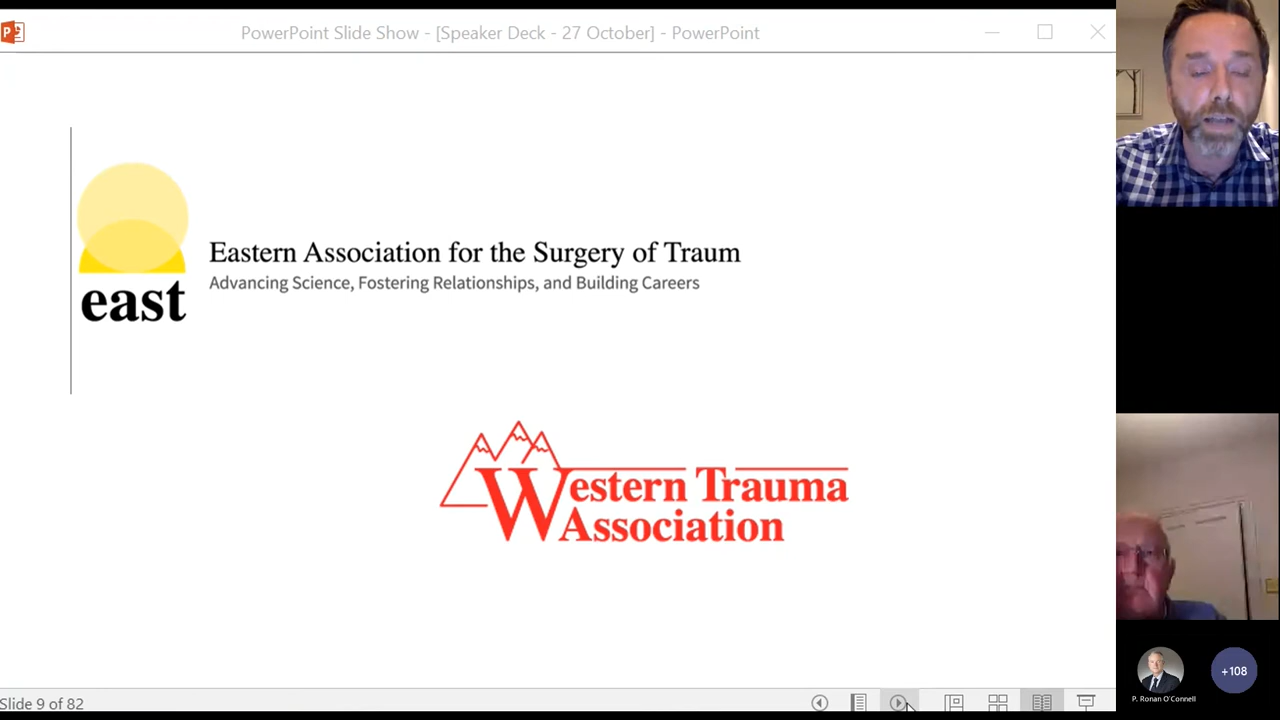 PowerPoint Slide Show - [Speaker Deck - 27 October] - PowerPoint
Eastern Association for the Surgery of Traum
Advancing Science, Fostering Relationships, and Building Careers
east
Western Trauma
Association
P. Ronan O'Connell
+108
Slide 9 of 82